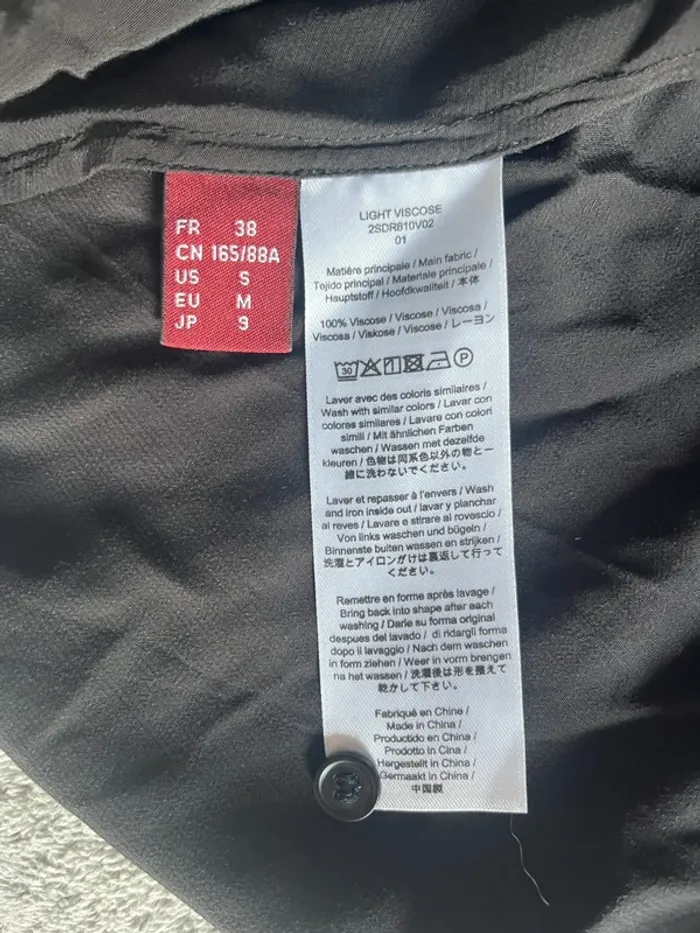 FR 38
CN 165/88A
US S
EU M
JP 9
LIGHT VISCOSE
2SDR610V02
01
Matière principale / Main fabric /
Tejido principal / Materiale principale /
Hauptstoff / Hoofdkwaliteit / 本体
100% Viscose / Viscose / Viscosa /
Viscosa / Viskose / Viscose / レーヨン
30
P
Laver avec des coloris similaires /
Wash with similar colors / Lavar con
colores similares / Lavare con colori
simili / Mit ähnlichen Farben
waschen / Wassen met dezelfde
kleuren / 色物は同系色以外の物と一
緒に洗わないでください。
Laver et repasser à l'envers / Wash
and iron inside out / lavar y planchar
al reves / Lavare e stirare al rovescio /
Von links waschen und bügeln /
Binnenste buiten wassen en strijken /
洗濯とアイロンがけは裏返して行って
ください。
Remettre en forme après lavage /
Bring back into shape after each
washing / Darle su forma original
despues del lavado / di ridargli forma
dopo il lavaggio / Nach dem waschen
in form ziehen / Weer in vorm brengen
na het wassen / 洗濯後は形を整えて
乾かして下さい。
Fabriqué en Chine /
Made in China /
Productido en China /
Prodotto in Cina /
Hergestellt in China /
Gemaakt in China /
中国製